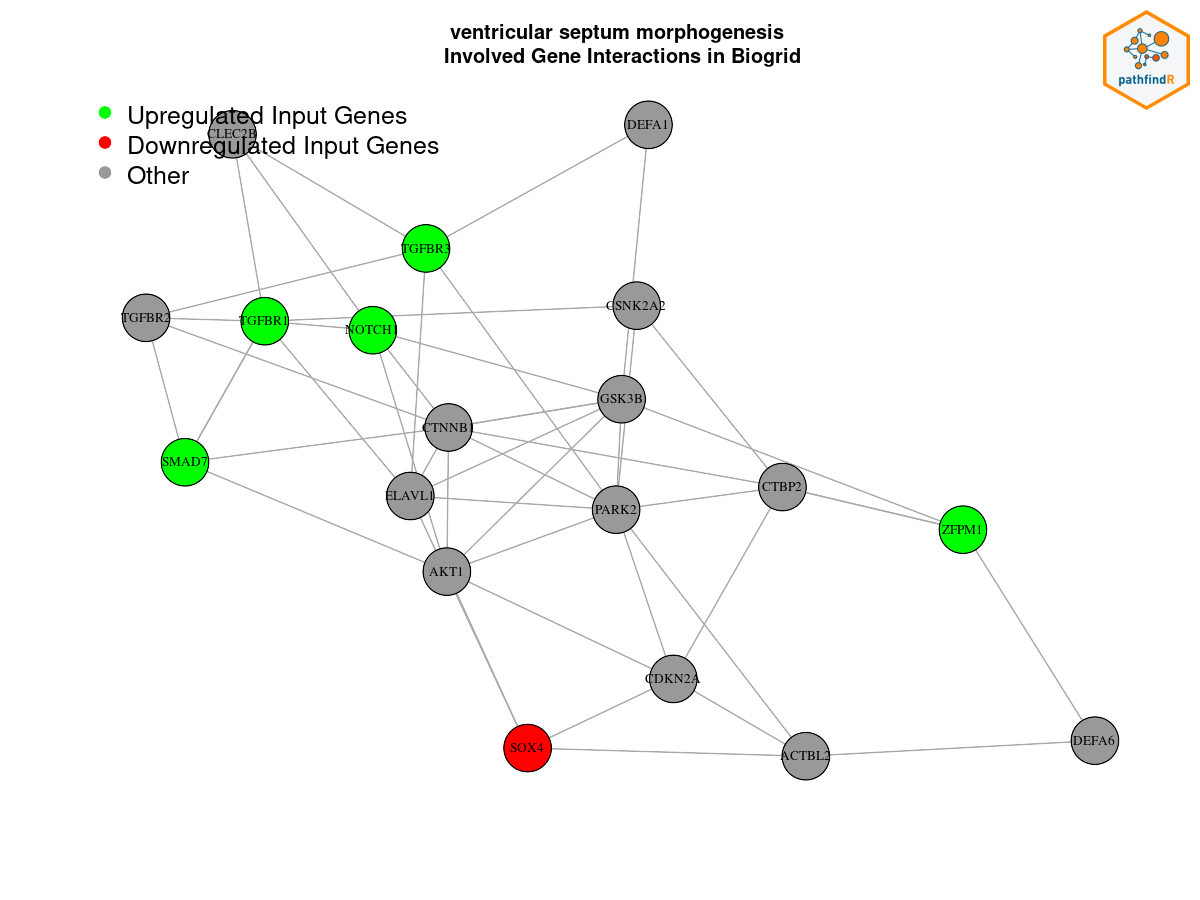 ventricular septum morphogenesis
Involved Gene Interactions in Biogrid
pathfindR
Upregulated Input Genes
Downregulated Input Genes
Other
CLEC2B
DEFA1
TGFBR3
CSNK2A2
TGFBR2
TGFBR1
NOTCH1
GSK3B
CTNNB1
SMAD7
ELAVL1
CTBP2
PARK2
ZFPM1
AKT1
CDKN2A
SOX4
ACTBL2
DEFA6